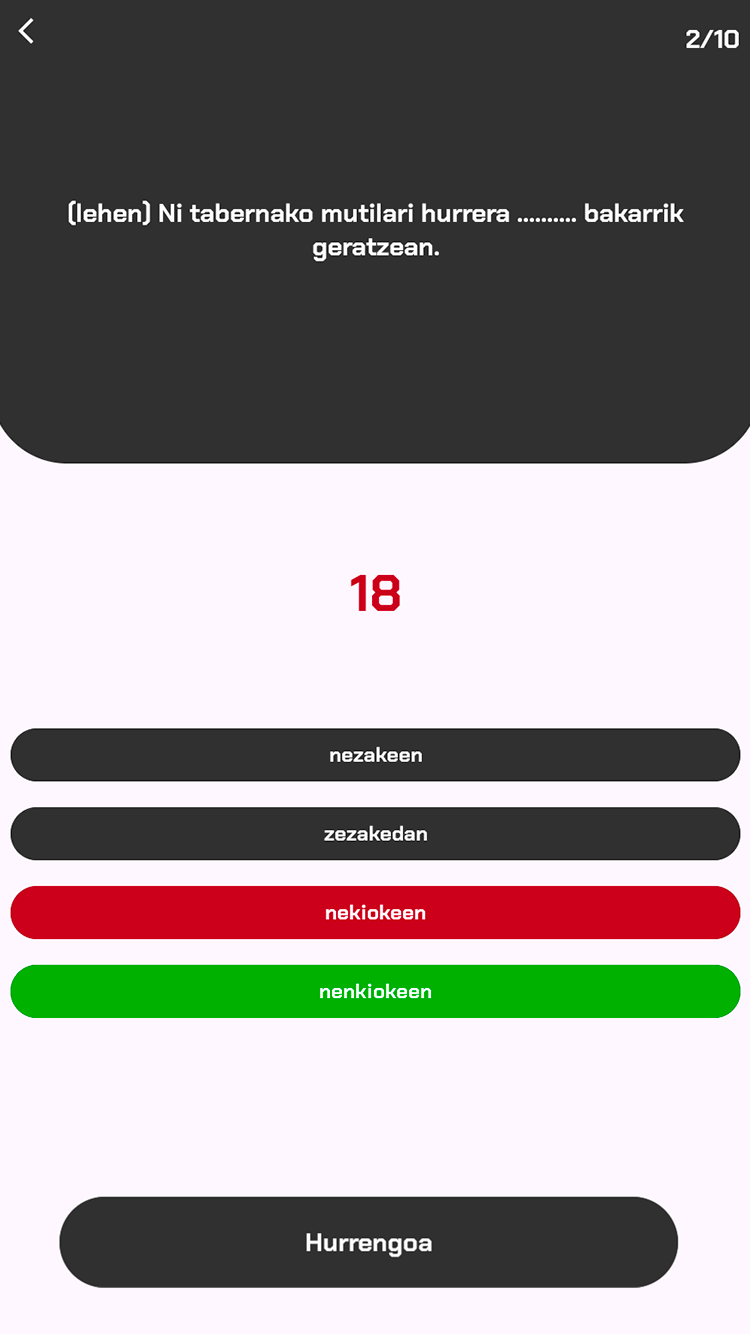 2/10
(lehen) Ni tabernako mutilari hurrera .......... bakarrik
geratzean.
18
nezakeen
zezakedan
nekiokeen
nenkiokeen
Hurrengoa